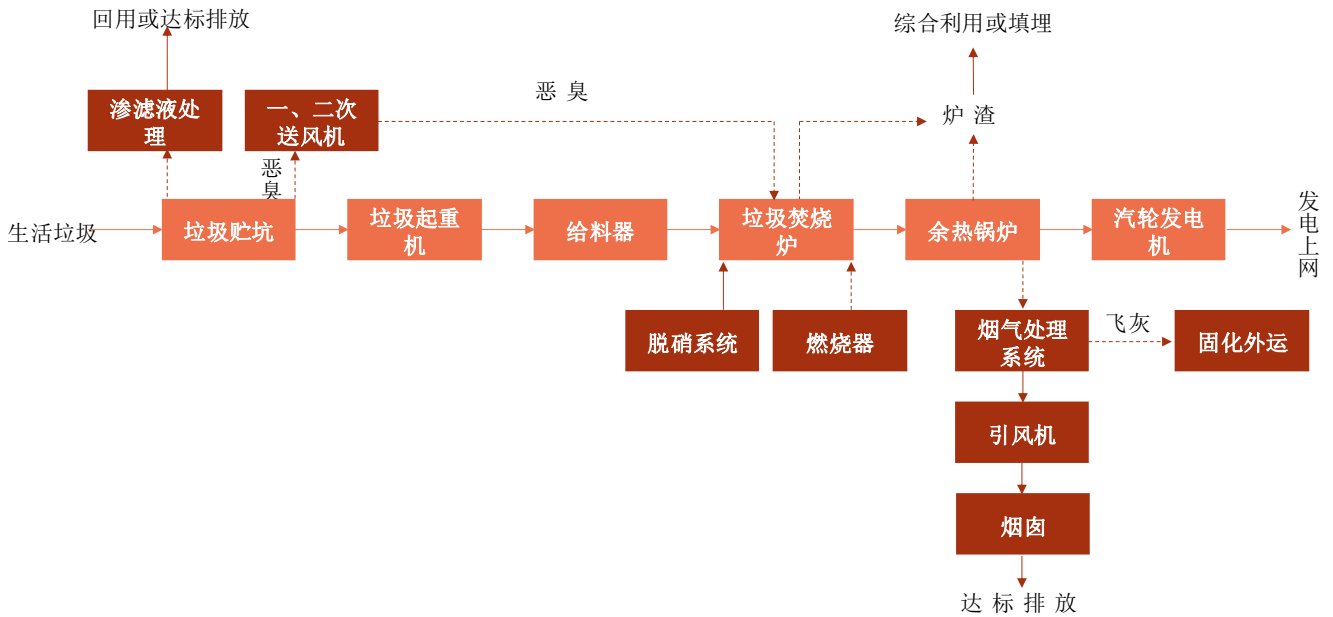 回用或达标排放
综合利用或填埋
渗滤液处
理
一、二次
送风机
恶 臭
炉 渣
恶
臭
生活垃圾
垃圾贮坑
垃圾起重
机
给料器
垃圾焚烧
炉
余热锅炉
汽轮发电
机
发
电
上
网
脱硝系统
燃烧器
烟气处理
系统
飞灰
固化外运
引风机
烟囱
达 标 排 放